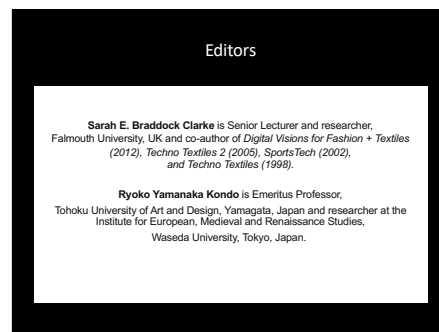 Editors
Sarah E. Braddock Clarke is Senior Lecturer and researcher,
Falmouth University, UK and co-author of Digital Visions for Fashion + Textiles
(2012), Techno Textiles 2 (2005), SportsTech (2002),
and Techno Textiles (1998).
Ryoko Yamanaka Kondo is Emeritus Professor,
Tohoku University of Art and Design, Yamagata, Japan and researcher at the
Institute for European, Medieval and Renaissance Studies,
Waseda University, Tokyo, Japan.